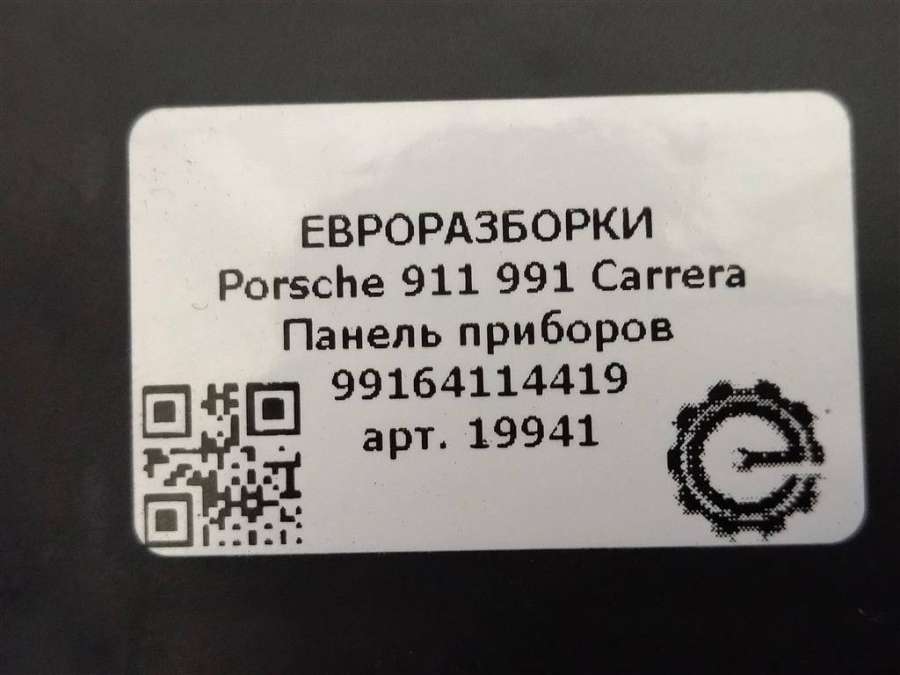 ЕВРОРАЗБОРКИ
Porsche 911 991 Carrera
Панель приборов
99164114419
арт. 19941